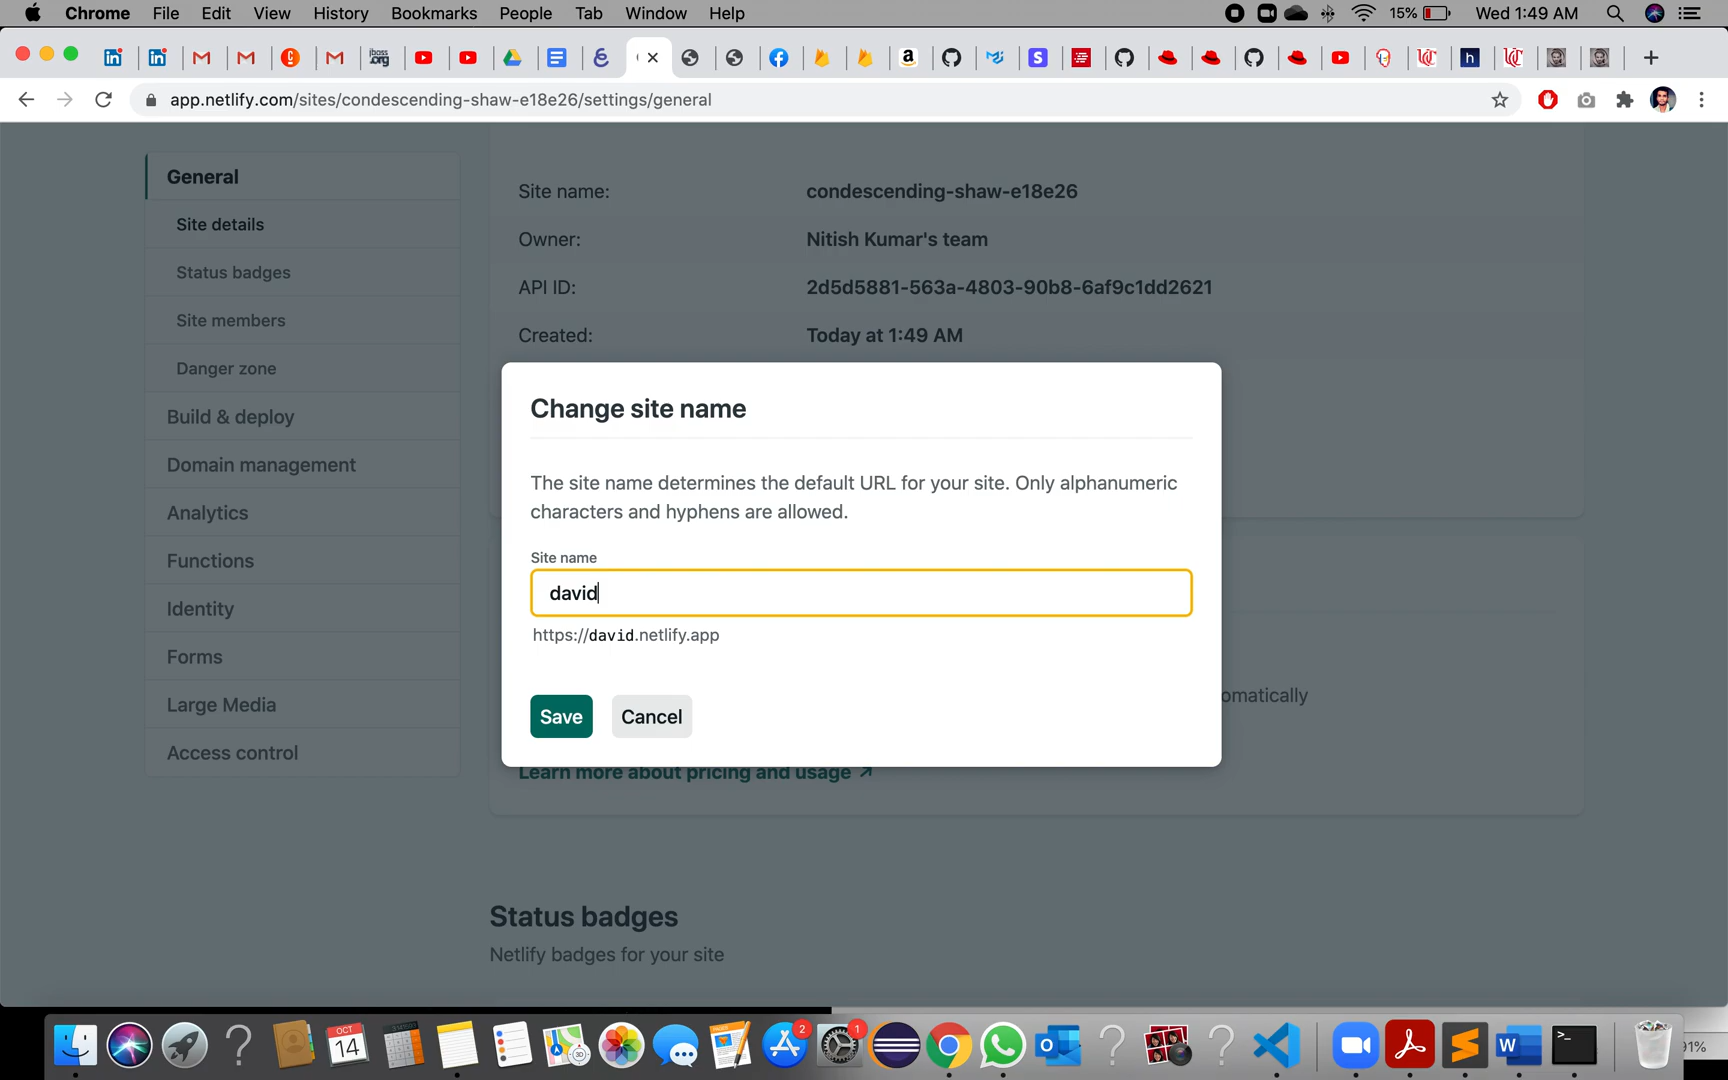 Chrome File Edit View History Bookmarks People Tab Window Help 15% Wed 1:49 AM
app.netlify.com/sites/condescending-shaw-e18e26/settings/general
General
Site details
Status badges
Site members
Danger zone
Build & deploy
Domain management
Analytics
Functions
Identity
Forms
Large Media
Access control
Site name: condescending-shaw-e18e26
Owner: Nitish Kumar's team
API ID: 2d5d5881-563a-4803-90b8-6af9c1dd2621
Created: Today at 1:49 AM
Change site name
The site name determines the default URL for your site. Only alphanumeric
characters and hyphens are allowed.
Site name
david
https://david.netlify.app
Save Cancel
omatically
Learn more about pricing and usage ↗
Status badges
Netlify badges for your site
OCT
14
2
1
91%